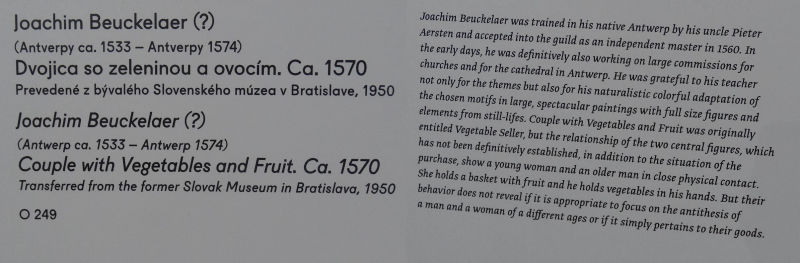 Joachim Beuckelaer (?)
(Antverpy ca. 1533 – Antverpy 1574)
Dvojica so zeleninou a ovocím. Ca. 1570
Prevedené z bývalého Slovenského múzea v Bratislave, 1950
Joachim Beuckelaer (?)
(Antwerp ca. 1533 – Antwerp 1574)
Couple with Vegetables and Fruit. Ca. 1570
Transferred from the former Slovak Museum in Bratislava, 1950
O 249
Joachim Beuckelaer was trained in his native Antwerp by his uncle Pieter
Aersten and accepted into the guild as an independent master in 1560. In
the early days, he was definitively also working on large commissions for
churches and for the cathedral in Antwerp. He was grateful to his teacher
not only for the themes but also for his naturalistic colorful adaptation of
the chosen motifs in large, spectacular paintings with full size figures and
elements from still-lifes. Couple with Vegetables and Fruit was originally
entitled Vegetable Seller, but the relationship of the two central figures, which
has not been definitively established, in addition to the situation of the
purchase, show a young woman and an older man in close physical contact.
She holds a basket with fruit and he holds vegetables in his hands. But their
behavior does not reveal if it is appropriate to focus on the antithesis of
a man and a woman of a different ages or if it simply pertains to their goods.